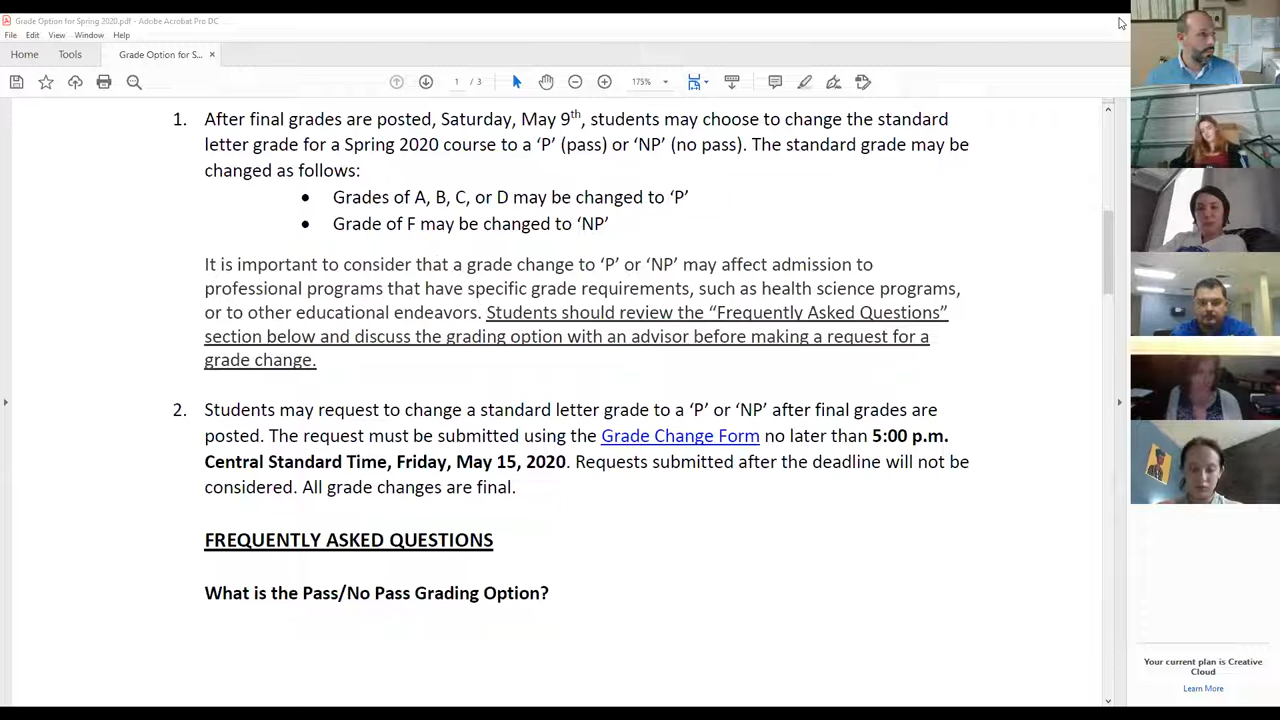 Grade Option for Spring 2020.pdf - Adobe Acrobat Pro DC
File Edit View Window Help
Home Tools Grade Option for S... ×
1 / 3 175%
1. After final grades are posted, Saturday, May 9th, students may choose to change the standard
letter grade for a Spring 2020 course to a ‘P’ (pass) or ‘NP’ (no pass). The standard grade may be
changed as follows:
• Grades of A, B, C, or D may be changed to ‘P’
• Grade of F may be changed to ‘NP’
It is important to consider that a grade change to ‘P’ or ‘NP’ may affect admission to
professional programs that have specific grade requirements, such as health science programs,
or to other educational endeavors. Students should review the “Frequently Asked Questions”
section below and discuss the grading option with an advisor before making a request for a
grade change.
2. Students may request to change a standard letter grade to a ‘P’ or ‘NP’ after final grades are
posted. The request must be submitted using the Grade Change Form no later than 5:00 p.m.
Central Standard Time, Friday, May 15, 2020. Requests submitted after the deadline will not be
considered. All grade changes are final.
FREQUENTLY ASKED QUESTIONS
What is the Pass/No Pass Grading Option?
Your current plan is Creative
Cloud
Learn More